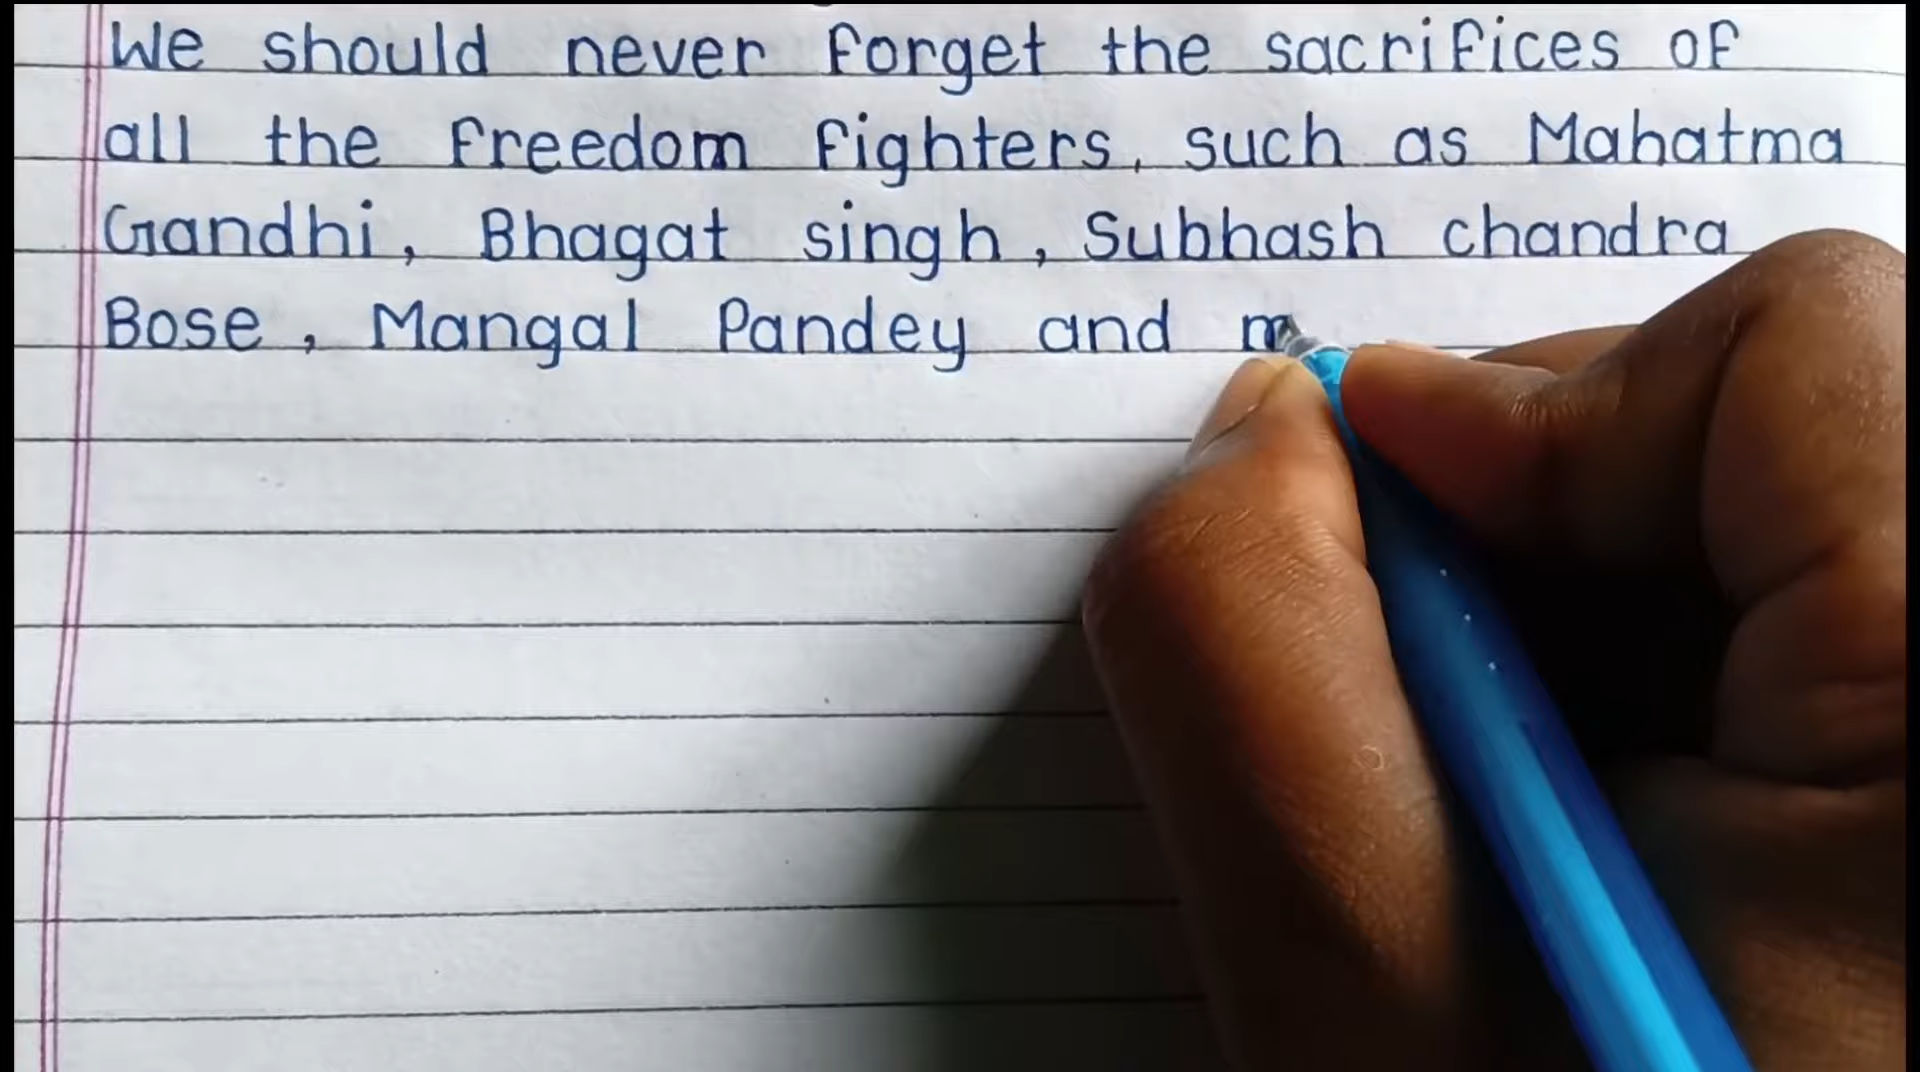 We should never forget the sacrifices of
all the freedom fighters, such as Mahatma
Gandhi, Bhagat singh, Subhash chandra
Bose, Mangal Pandey and m